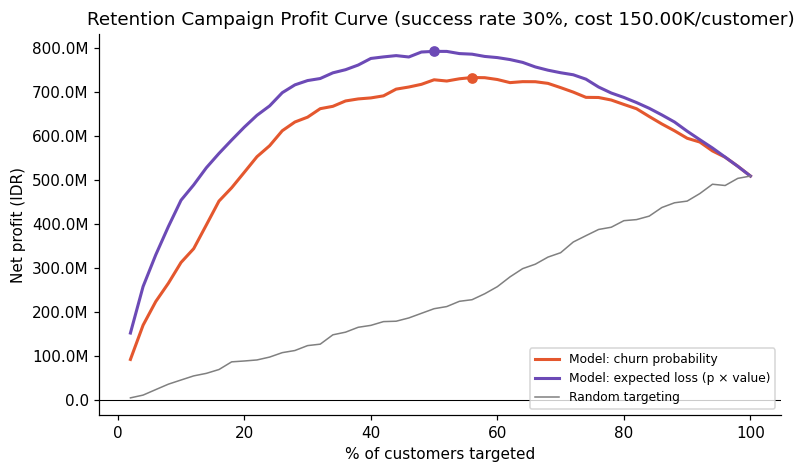 Retention Campaign Profit Curve (success rate 30%, cost 150.00K/customer)
800.0M
700.0M
600.0M
500.0M
400.0M
300.0M
200.0M
100.0M
0.0
Net profit (IDR)
Model: churn probability
Model: expected loss (p × value)
Random targeting
0 20 40 60 80 100
% of customers targeted